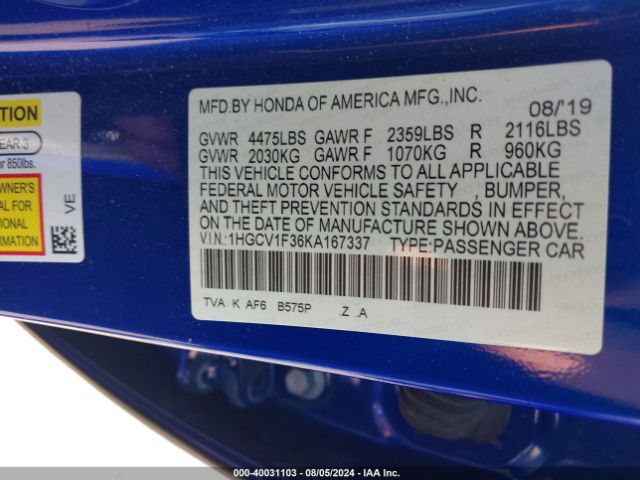 MFD.BY HONDA OF AMERICA MFG.,INC.
08/'19
GVWR 4475LBS GAWR F 2359LBS R 2116LBS
GVWR 2030KG GAWR F 1070KG R 960KG
THIS VEHICLE CONFORMS TO ALL APPLICABLE
FEDERAL MOTOR VEHICLE SAFETY , BUMPER,
AND THEFT PREVENTION STANDARDS IN EFFECT
ON THE DATE OF MANUFACTURE SHOWN ABOVE.
V.I.N.:1HGCV1F36KA167337 TYPE:PASSENGER CAR
TVA K AF6 B575P .Z .A
TION
EAR 3
or 850lbs.
WNER'S
AL FOR
IONAL
RMATION
VE
000-40031103 - 08/05/2024 - IAA Inc.